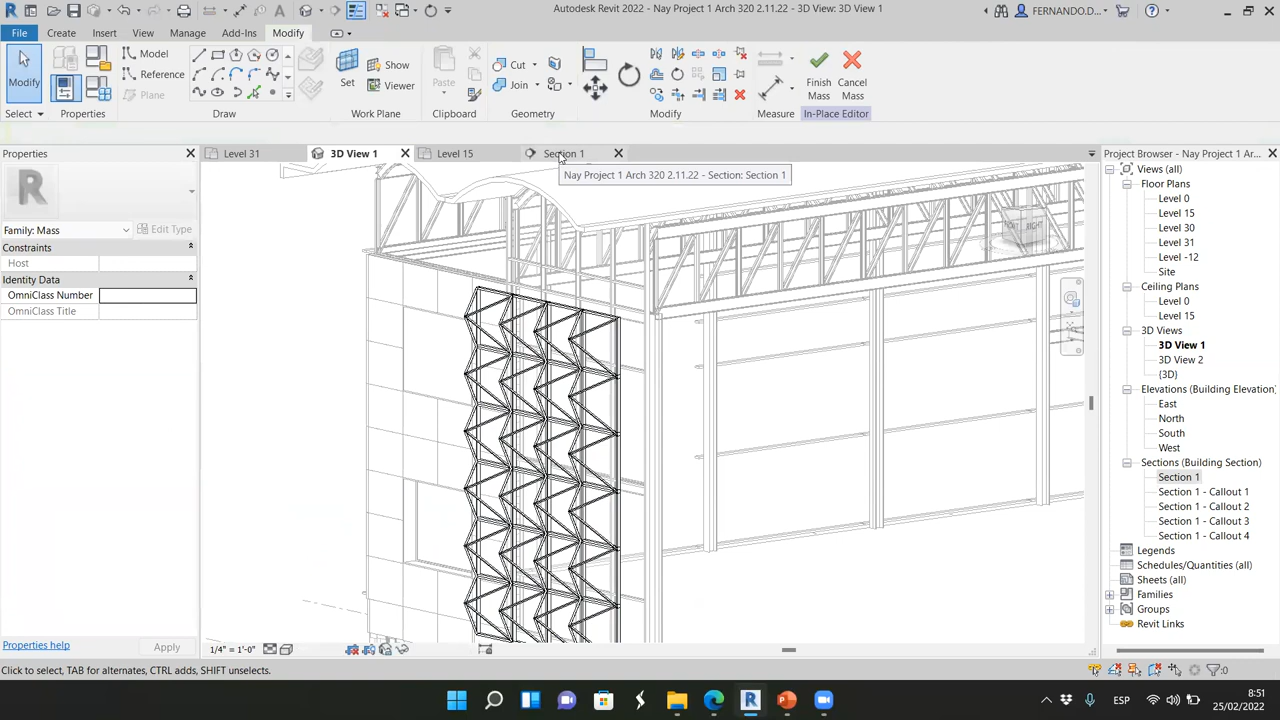 Autodesk Revit 2022 - Nay Project 1 Arch 320 2.11.22 - 3D View: 3D View 1
FERNANDO.D...
File Create Insert View Manage Add-Ins Modify
Modify
Model
Reference
Plane
Set
Show
Viewer
Paste
Cut
Join
Finish Mass
Cancel Mass
Select Properties Draw Work Plane Clipboard Geometry Modify Measure In-Place Editor
Properties
Level 31
3D View 1
Level 15
Section 1
Nay Project 1 Arch 320 2.11.22 - Section: Section 1
Family: Mass
Edit Type
Constraints
Host
Identity Data
OmniClass Number
OmniClass Title
Properties help
Apply
RIGHT
1/4" = 1'-0"
Project Browser - Nay Project 1 Ar...
Views (all)
Floor Plans
Level 0
Level 15
Level 30
Level 31
Level -12
Site
Ceiling Plans
Level 0
Level 15
3D Views
3D View 1
3D View 2
{3D}
Elevations (Building Elevation)
East
North
South
West
Sections (Building Section)
Section 1
Section 1 - Callout 1
Section 1 - Callout 2
Section 1 - Callout 3
Section 1 - Callout 4
Legends
Schedules/Quantities (all)
Sheets (all)
Families
Groups
Revit Links
Click to select, TAB for alternates, CTRL adds, SHIFT unselects.
:0
ESP
8:51
25/02/2022